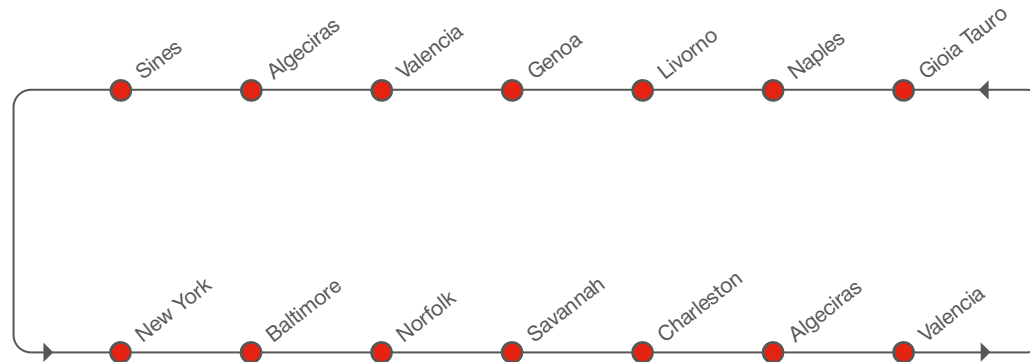 Sines
Algeciras
Valencia
Genoa
Livorno
Naples
Gioia Tauro
New York
Baltimore
Norfolk
Savannah
Charleston
Algeciras
Valencia